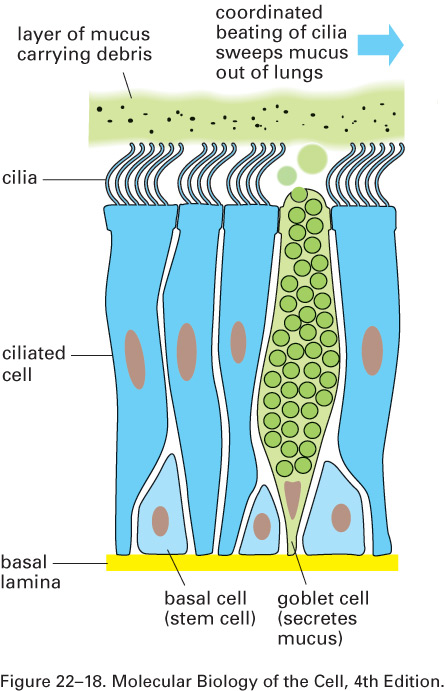 layer of mucus
carrying debris
coordinated
beating of cilia
sweeps mucus
out of lungs
cilia
ciliated
cell
basal
lamina
basal cell
(stem cell)
goblet cell
(secretes
mucus)
Figure 22–18. Molecular Biology of the Cell, 4th Edition.